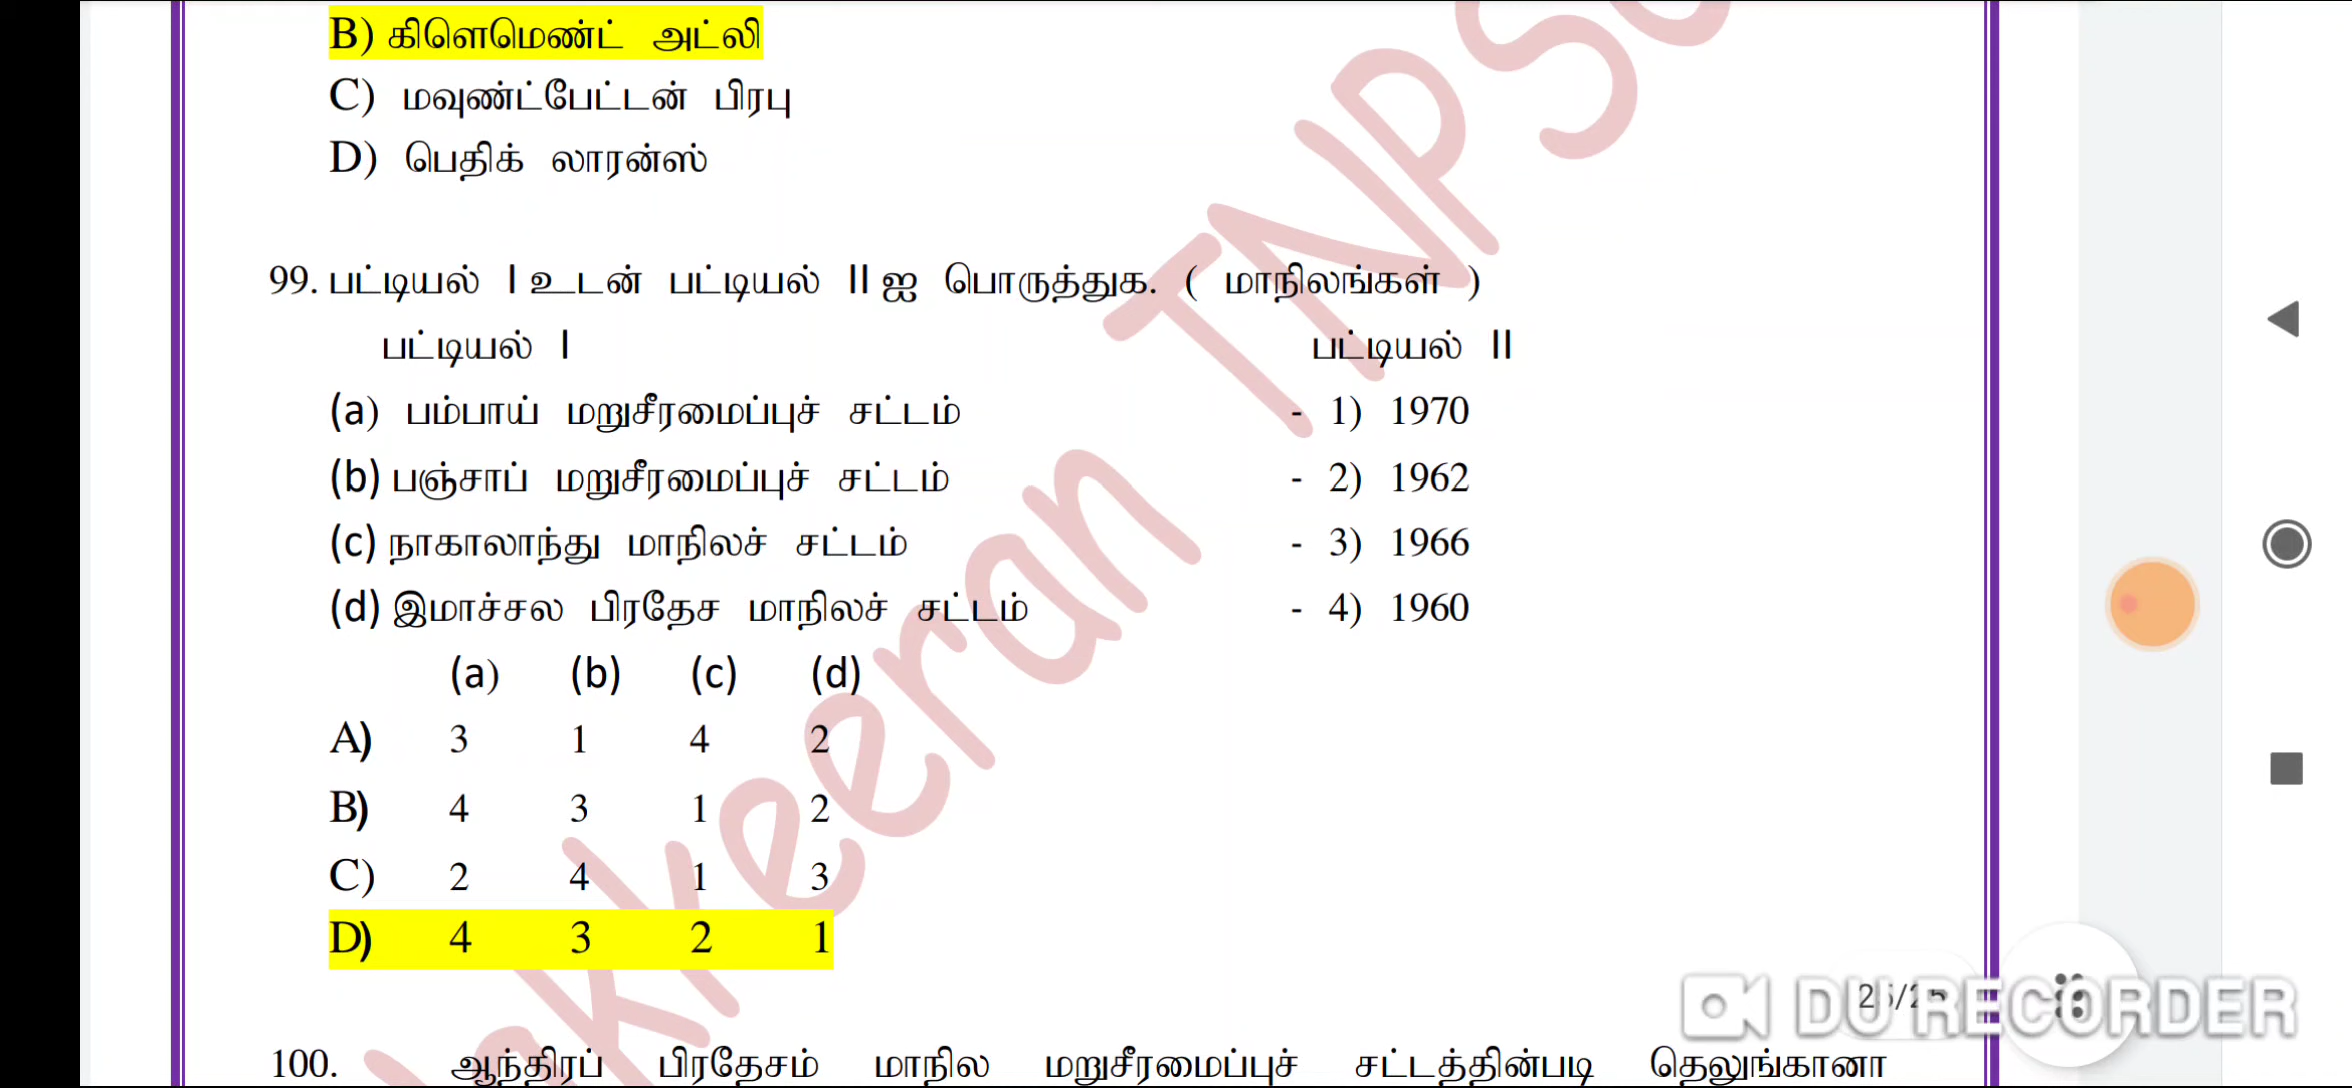 B) கிளெமெண்ட் அட்லி
C) மவுண்ட்பேட்டன் பிரபு
D) பெதிக் லாரன்ஸ்
99. பட்டியல் I உடன் பட்டியல் II ஐ பொருத்துக. ( மாநிலங்கள் )
பட்டியல் I பட்டியல் II
(a) பம்பாய் மறுசீரமைப்புச் சட்டம் - 1) 1970
(b) பஞ்சாப் மறுசீரமைப்புச் சட்டம் - 2) 1962
(c) நாகாலாந்து மாநிலச் சட்டம் - 3) 1966
(d) இமாச்சல பிரதேச மாநிலச் சட்டம் - 4) 1960
(a) (b) (c) (d)
A) 3 1 4 2
B) 4 3 1 2
C) 2 4 1 3
D) 4 3 2 1
DU RECORDER
100. ஆந்திரப் பிரதேசம் மாநில மறுசீரமைப்புச் சட்டத்தின்படி தெலுங்கானா